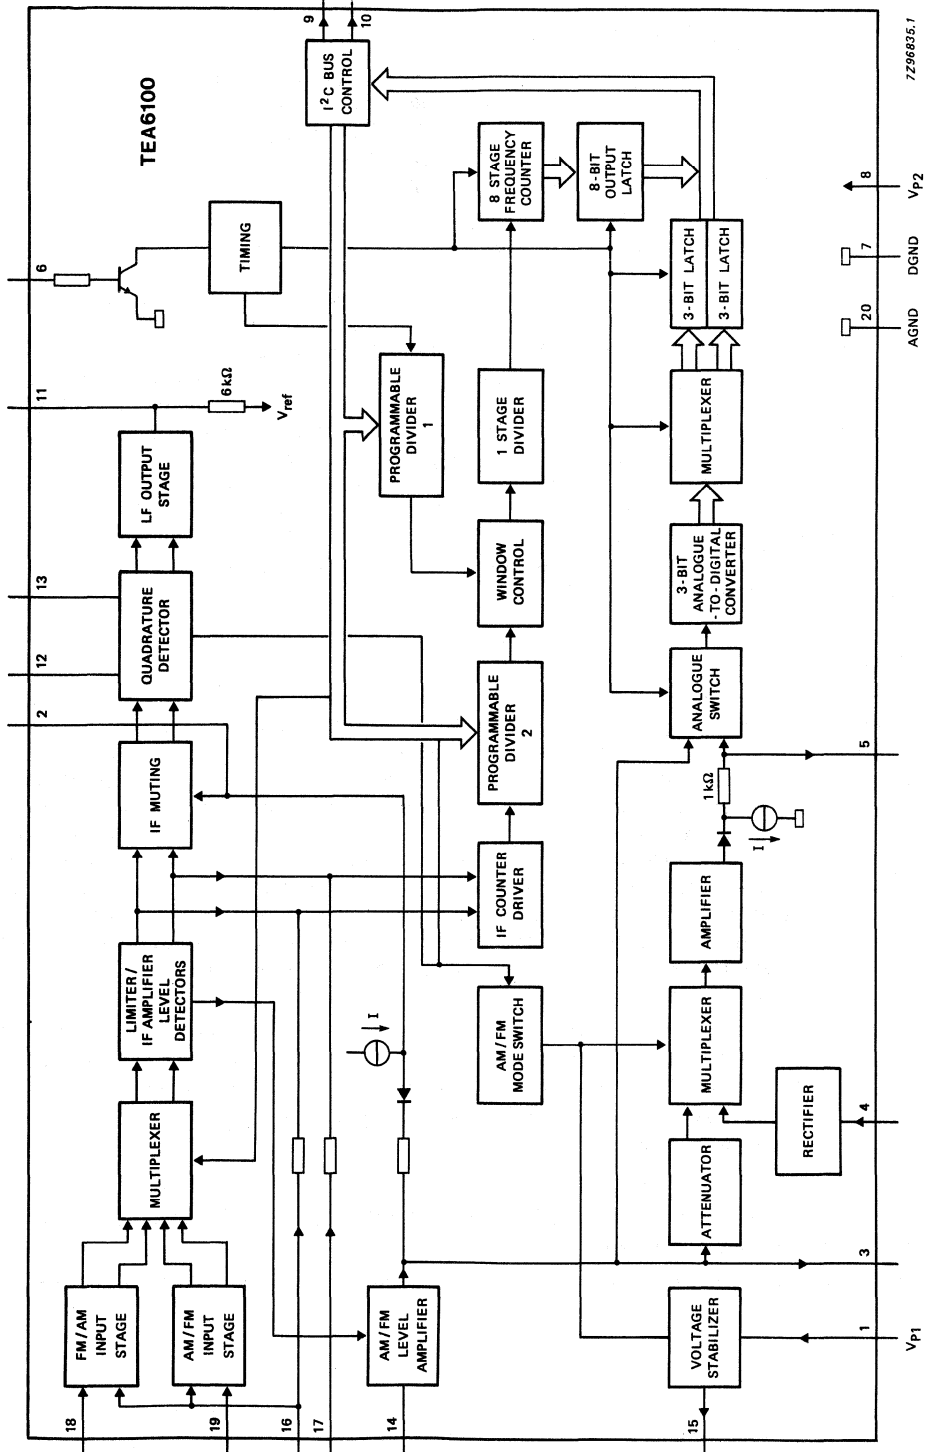 TEA6100
18
FM/AM
INPUT
STAGE
19
AM/FM
INPUT
STAGE
16
17
14
AM/FM
LEVEL
AMPLIFIER
15
VOLTAGE
STABILIZER
1
VP1
MULTIPLEXER
LIMITER/
IF AMPLIFIER
LEVEL
DETECTORS
IF MUTING
2
12
QUADRATURE
DETECTOR
13
LF OUTPUT
STAGE
11
6kΩ
Vref
6
TIMING
9
10
I²C BUS
CONTROL
I
AM/FM
MODE SWITCH
IF COUNTER
DRIVER
PROGRAMMABLE
DIVIDER
2
WINDOW
CONTROL
PROGRAMMABLE
DIVIDER
1
1 STAGE
DIVIDER
8 STAGE
FREQUENCY
COUNTER
8-BIT
OUTPUT
LATCH
ATTENUATOR
RECTIFIER
3
4
MULTIPLEXER
AMPLIFIER
I
1kΩ
5
ANALOGUE
SWITCH
3-BIT
ANALOGUE
-TO-DIGITAL
CONVERTER
MULTIPLEXER
3-BIT LATCH
3-BIT LATCH
20
AGND
7
DGND
8
VP2
7Z96835.1